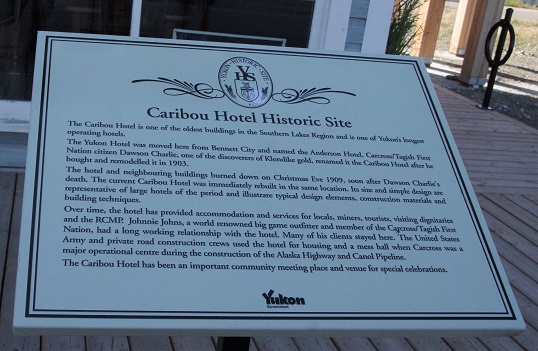 YUKON HISTORIC SITE
YHS
Caribou Hotel Historic Site
The Caribou Hotel is one of the oldest buildings in the Southern Lakes Region and is one of Yukon's longest
operating hotels.
The Yukon Hotel was moved here from Bennett City and named the Anderson Hotel. Carcross/Tagish First
Nation citizen Dawson Charlie, one of the discoverers of Klondike gold, renamed it the Caribou Hotel after he
bought and remodelled it in 1903.
The hotel and neighbouring buildings burned down on Christmas Eve 1909, soon after Dawson Charlie's
death. The current Caribou Hotel was immediately rebuilt in the same location. Its size and simple design are
representative of large hotels of the period and illustrate typical design elements, construction materials and
building techniques.
Over time, the hotel has provided accommodation and services for locals, miners, tourists, visiting dignitaries
and the RCMP. Johnnie Johns, a world renowned big game outfitter and member of the Carcross/Tagish First
Nation, had a long working relationship with the hotel. Many of his clients stayed here. The United States
Army and private road construction crews used the hotel for housing and a mess hall when Carcross was a
major operational centre during the construction of the Alaska Highway and Canol Pipeline.
The Caribou Hotel has been an important community meeting place and venue for special celebrations.
Yukon
Government